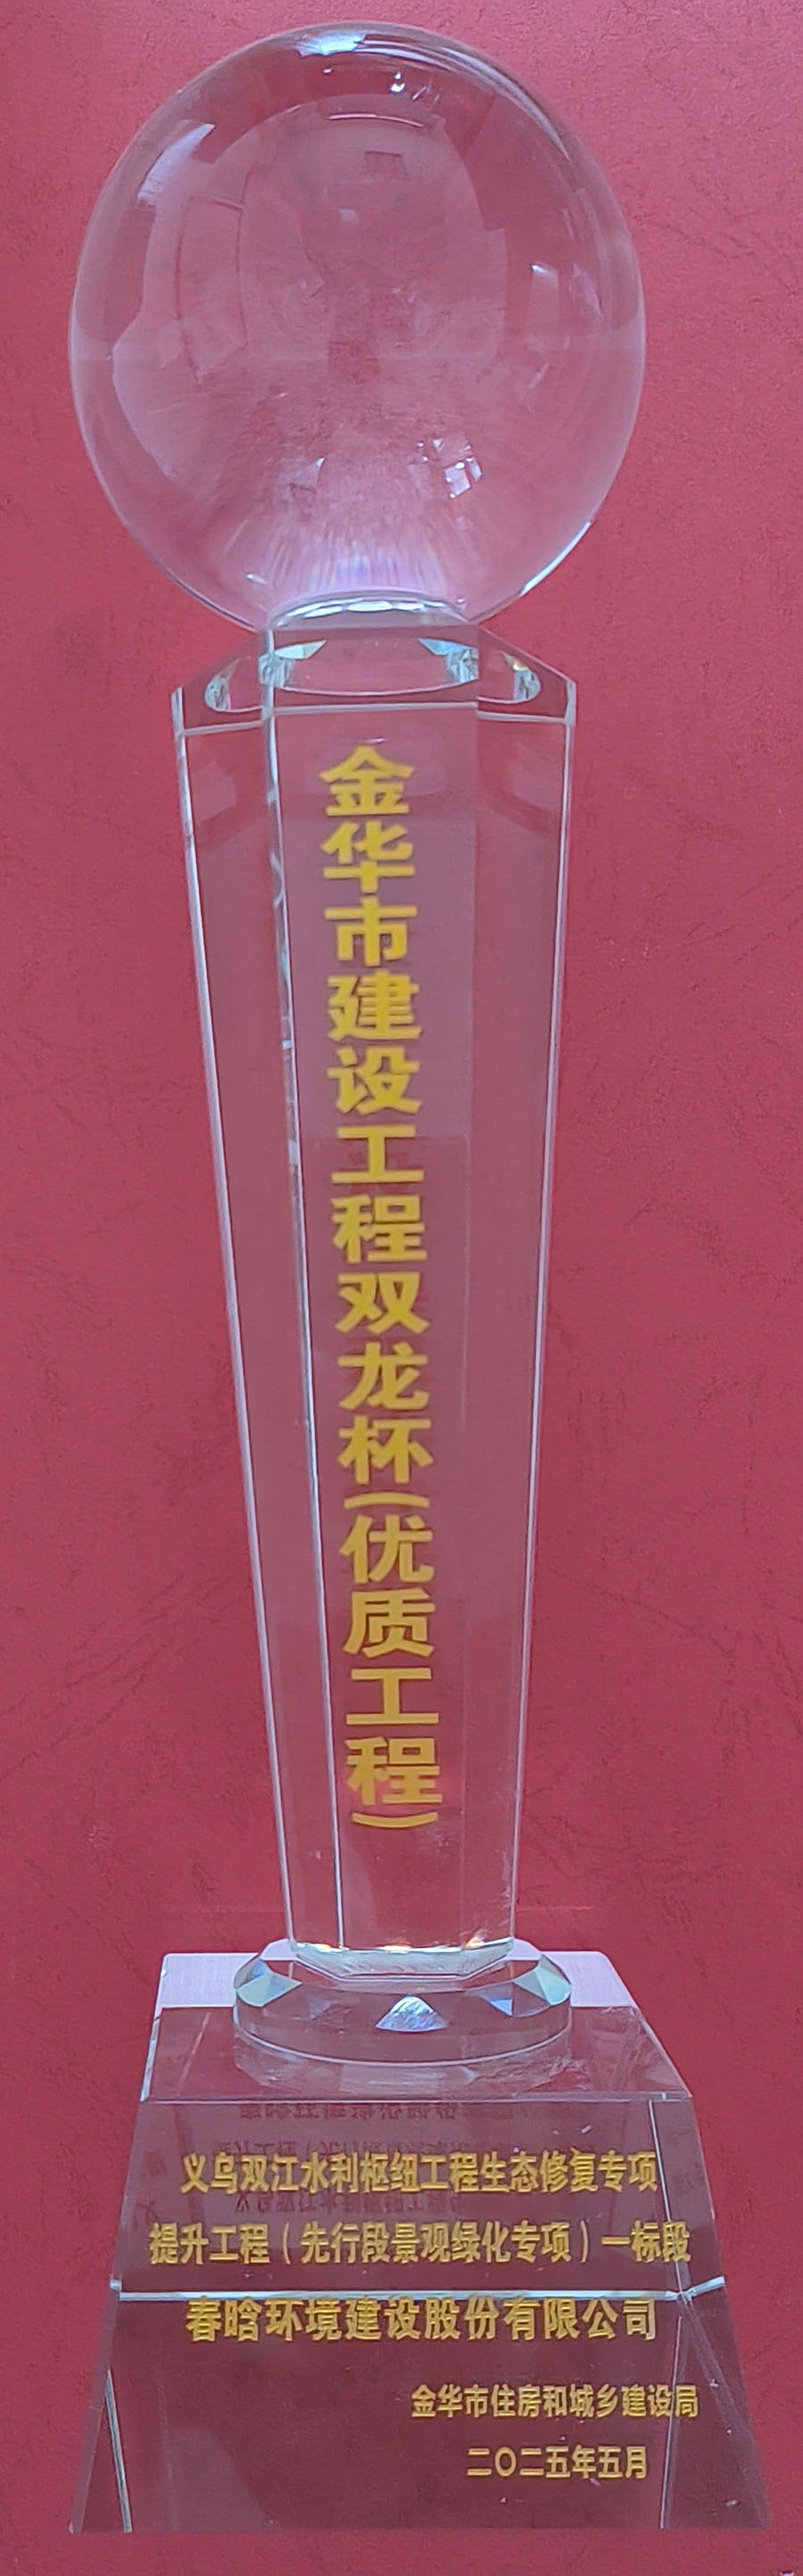 金华市建设工程双龙杯(优质工程)
义乌双江水利枢纽工程生态修复专项
提升工程(先行段景观绿化专项)一标段
春晗环境建设股份有限公司
金华市住房和城乡建设局
二〇二五年五月